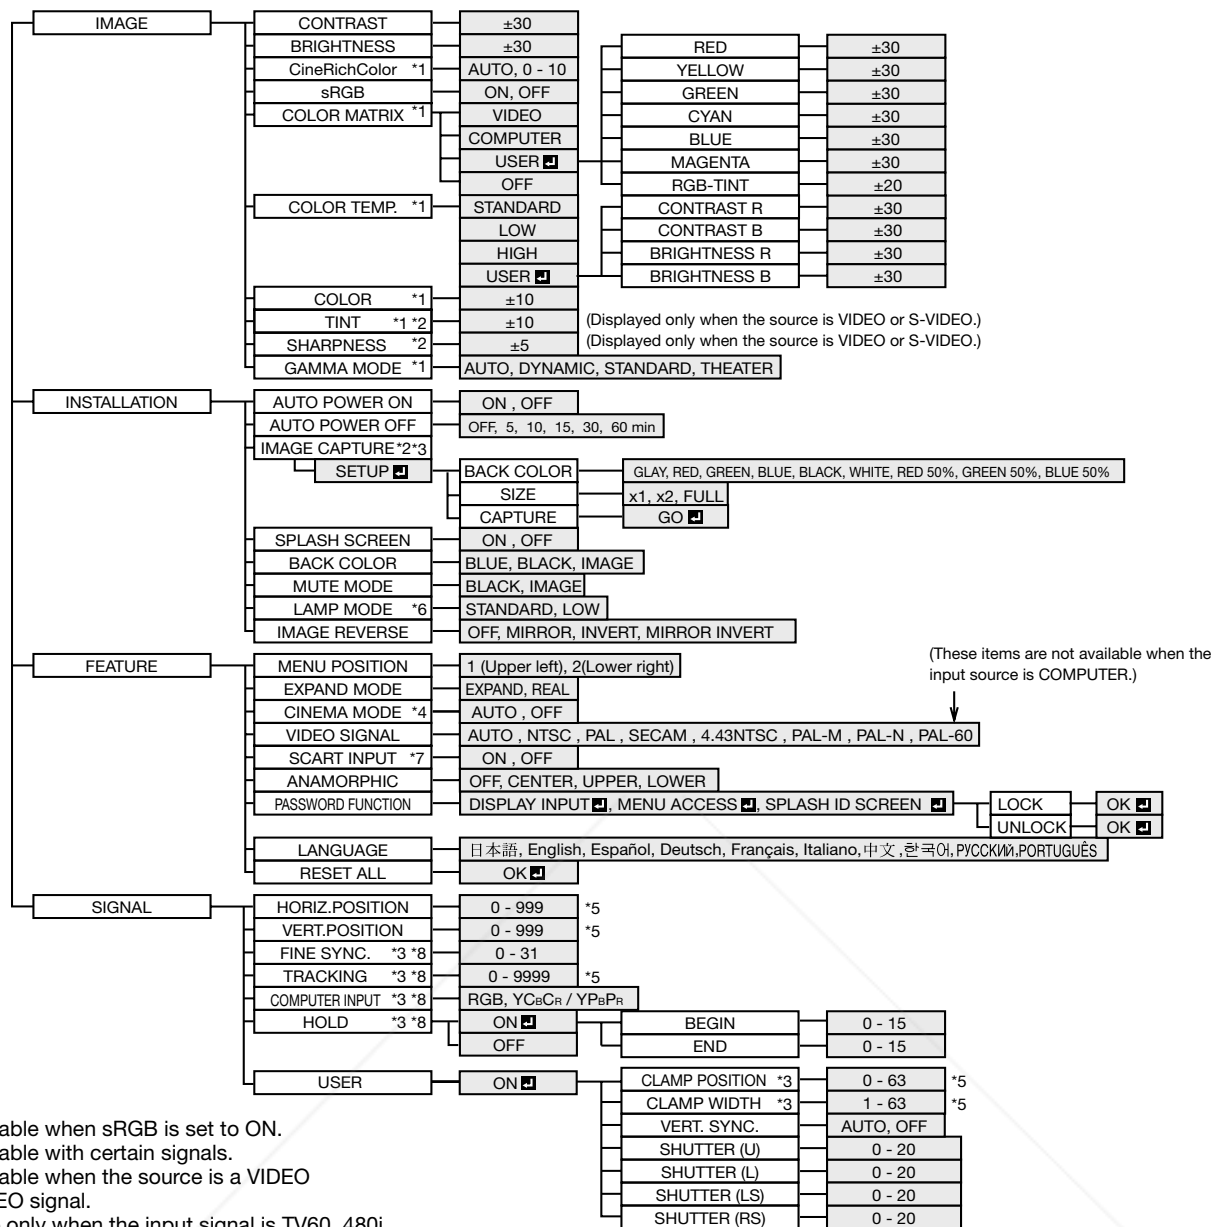 IMAGE CONTRAST ±30
BRIGHTNESS ±30
RED ±30
CineRichColor *1 AUTO, 0 - 10
YELLOW ±30
sRGB ON, OFF
GREEN ±30
COLOR MATRIX *1 VIDEO
CYAN ±30
COMPUTER
BLUE ±30
USER
MAGENTA ±30
OFF
RGB-TINT ±20
COLOR TEMP. *1 STANDARD
CONTRAST R ±30
LOW
CONTRAST B ±30
HIGH
BRIGHTNESS R ±30
USER
BRIGHTNESS B ±30
COLOR *1 ±10
TINT *1 *2 ±10 (Displayed only when the source is VIDEO or S-VIDEO.)
SHARPNESS *2 ±5 (Displayed only when the source is VIDEO or S-VIDEO.)
GAMMA MODE *1 AUTO, DYNAMIC, STANDARD, THEATER
INSTALLATION AUTO POWER ON ON , OFF
AUTO POWER OFF OFF, 5, 10, 15, 30, 60 min
IMAGE CAPTURE*2*3
SETUP BACK COLOR GLAY, RED, GREEN, BLUE, BLACK, WHITE, RED 50%, GREEN 50%, BLUE 50%
SIZE x1, x2, FULL
CAPTURE GO
SPLASH SCREEN ON , OFF
BACK COLOR BLUE, BLACK, IMAGE
MUTE MODE BLACK, IMAGE
LAMP MODE *6 STANDARD, LOW
IMAGE REVERSE OFF, MIRROR, INVERT, MIRROR INVERT
(These items are not available when the
input source is COMPUTER.)
FEATURE MENU POSITION 1 (Upper left), 2(Lower right)
EXPAND MODE EXPAND, REAL
CINEMA MODE *4 AUTO , OFF
VIDEO SIGNAL AUTO , NTSC , PAL , SECAM , 4.43NTSC , PAL-M , PAL-N , PAL-60
SCART INPUT *7 ON , OFF
ANAMORPHIC OFF, CENTER, UPPER, LOWER
PASSWORD FUNCTION DISPLAY INPUT, MENU ACCESS, SPLASH ID SCREEN LOCK OK
UNLOCK OK
LANGUAGE 日本語, English, Español, Deutsch, Français, Italiano,中文,한국어, РУССКИЙ,PORTUGUÊS
RESET ALL OK
SIGNAL HORIZ.POSITION 0 - 999 *5
VERT.POSITION 0 - 999 *5
FINE SYNC. *3 *8 0 - 31
TRACKING *3 *8 0 - 9999 *5
COMPUTER INPUT *3 *8 RGB, YCBCR / YPBPR
HOLD *3 *8 ON BEGIN 0 - 15
OFF END 0 - 15
USER ON CLAMP POSITION *3 0 - 63 *5
CLAMP WIDTH *3 1 - 63 *5
VERT. SYNC. AUTO, OFF
SHUTTER (U) 0 - 20
SHUTTER (L) 0 - 20
SHUTTER (LS) 0 - 20
SHUTTER (RS) 0 - 20
able when sRGB is set to ON.
able with certain signals.
able when the source is a VIDEO
EO signal.
only when the input signal is TV60, 480i